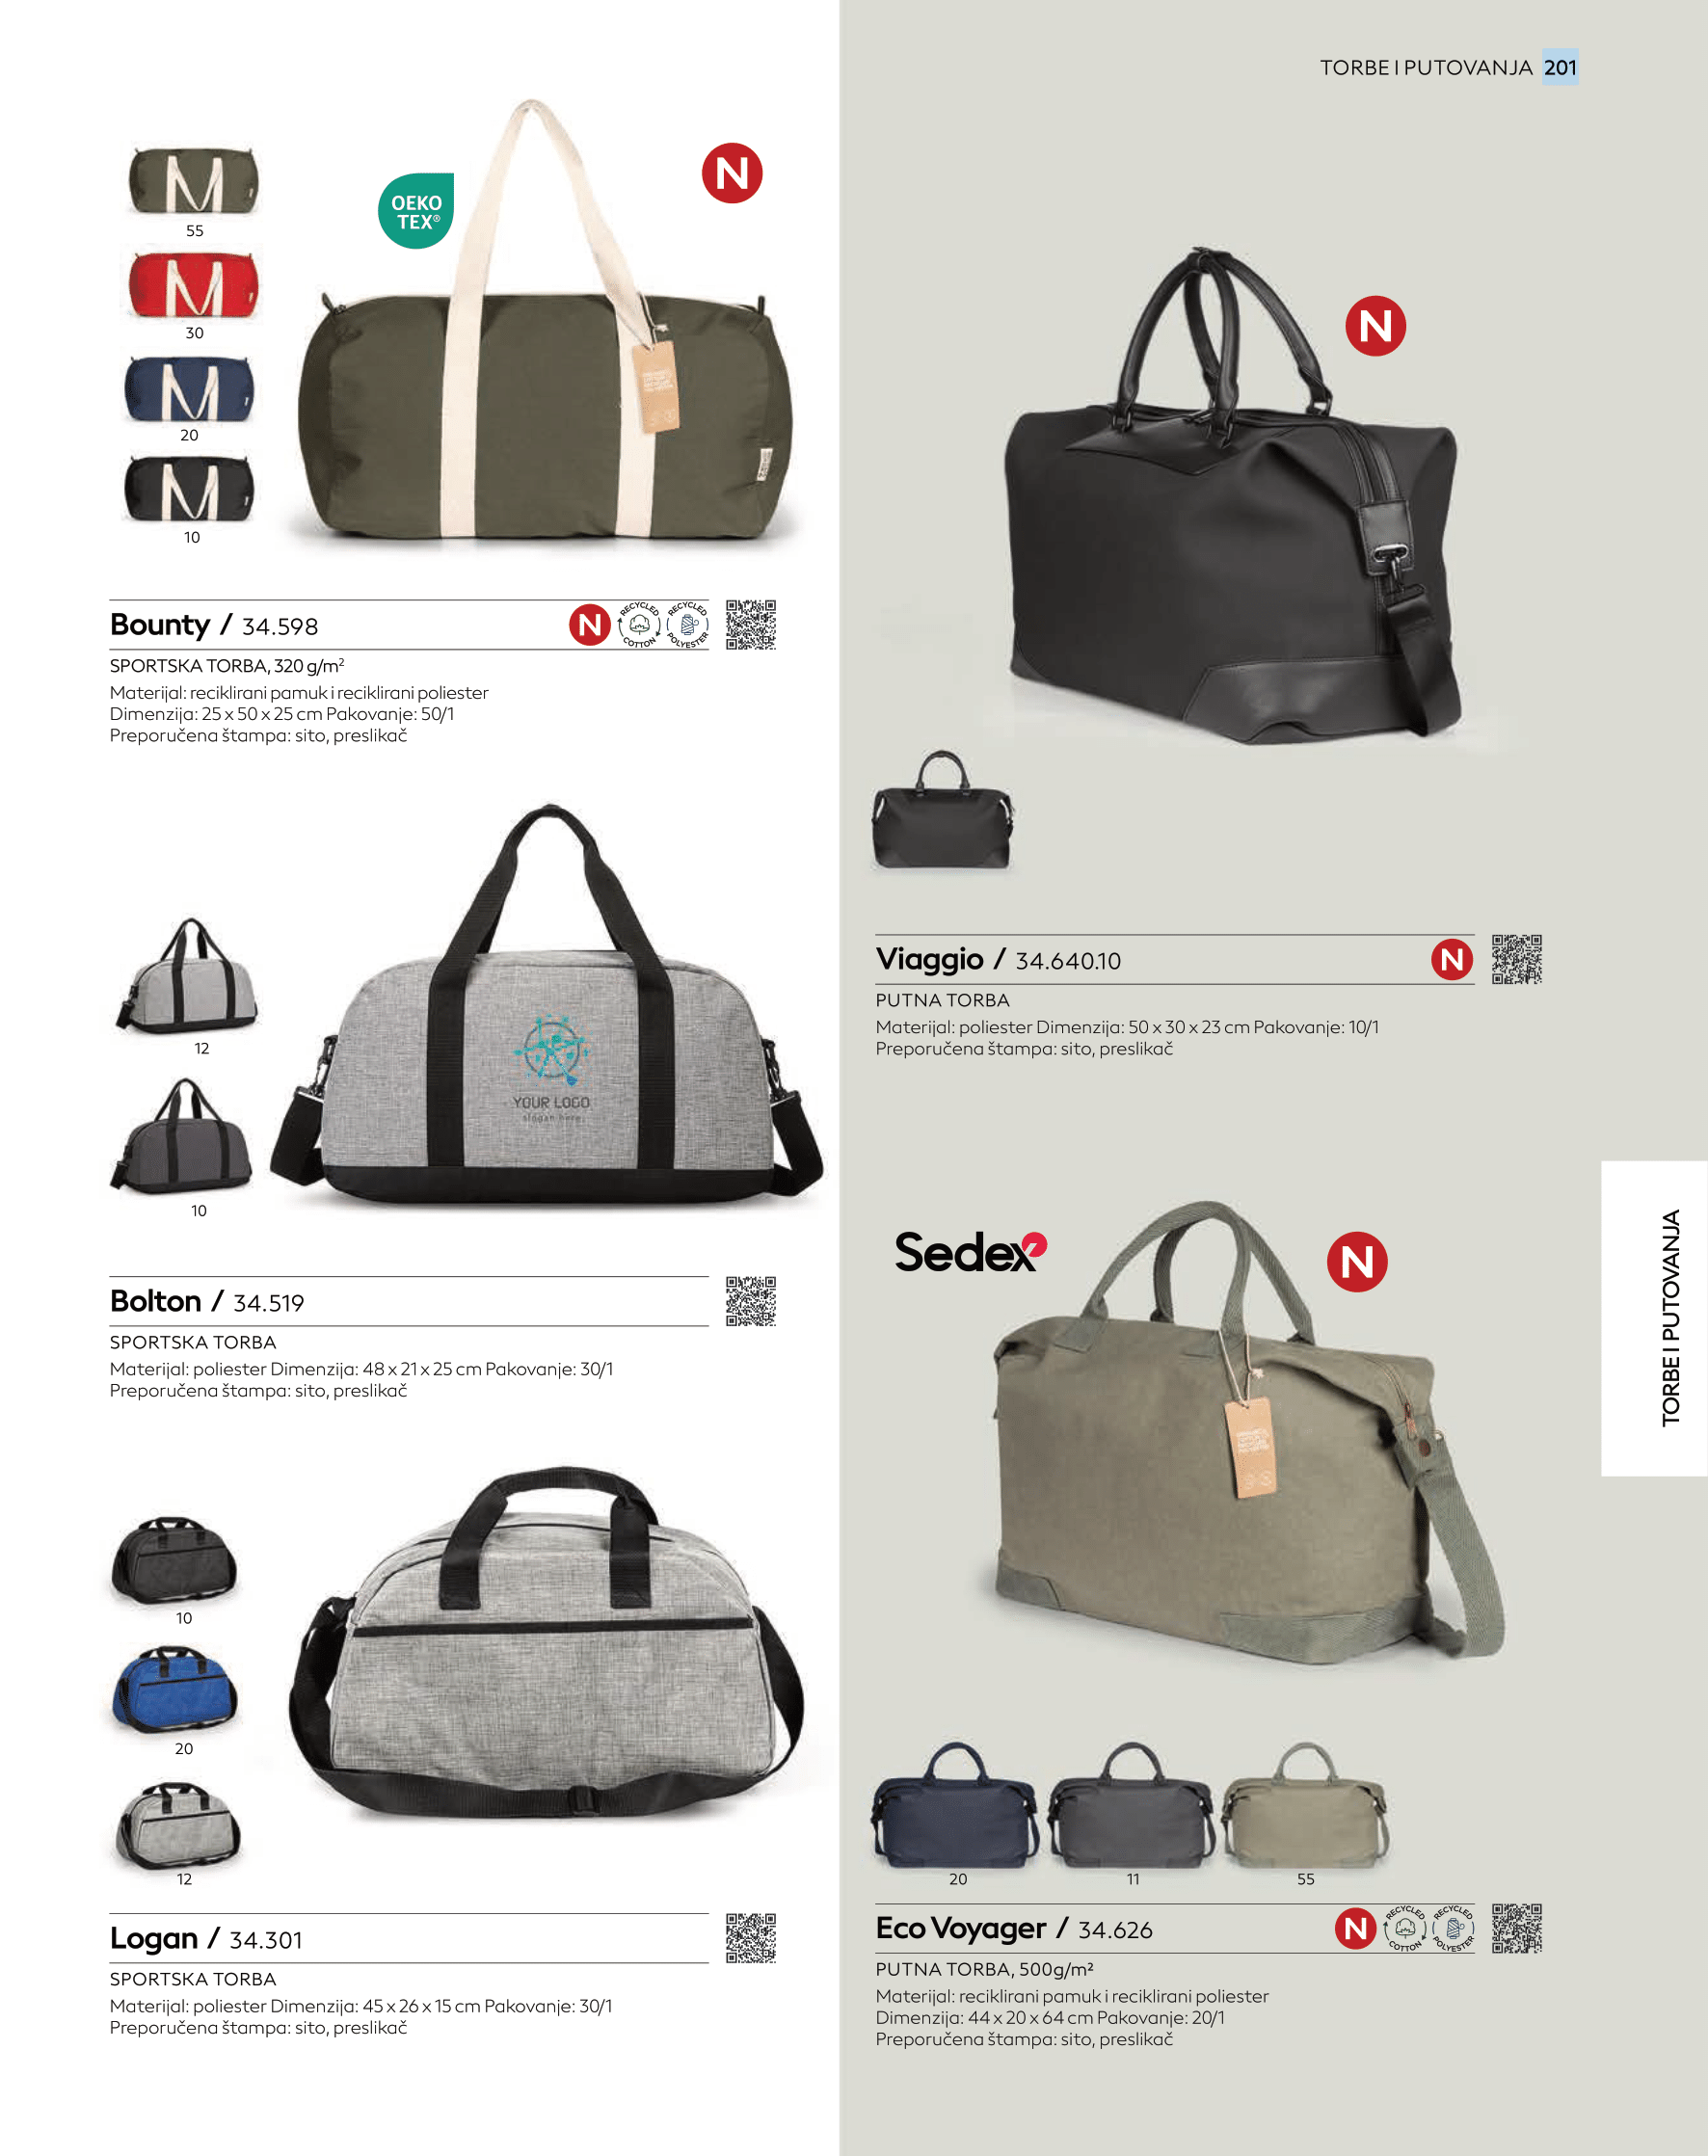 TORBE I PUTOVANJA 201
OEKO
TEX®
N
55
30
20
10
Bounty / 34.598
N
RECYCLED
COTTON
RECYCLED
POLYESTER
SPORTSKA TORBA, 320 g/m²
Materijal: reciklirani pamuk i reciklirani poliester
Dimenzija: 25 x 50 x 25 cm Pakovanje: 50/1
Preporučena štampa: sito, preslikač
12
10
YOUR LOGO
slogan here
Bolton / 34.519
SPORTSKA TORBA
Materijal: poliester Dimenzija: 48 x 21 x 25 cm Pakovanje: 30/1
Preporučena štampa: sito, preslikač
10
20
12
Logan / 34.301
SPORTSKA TORBA
Materijal: poliester Dimenzija: 45 x 26 x 15 cm Pakovanje: 30/1
Preporučena štampa: sito, preslikač
N
Viaggio / 34.640.10
N
PUTNA TORBA
Materijal: poliester Dimenzija: 50 x 30 x 23 cm Pakovanje: 10/1
Preporučena štampa: sito, preslikač
Sedex
N
20
11
55
Eco Voyager / 34.626
N
RECYCLED
COTTON
RECYCLED
POLYESTER
PUTNA TORBA, 500g/m²
Materijal: reciklirani pamuk i reciklirani poliester
Dimenzija: 44 x 20 x 64 cm Pakovanje: 20/1
Preporučena štampa: sito, preslikač
TORBE I PUTOVANJA